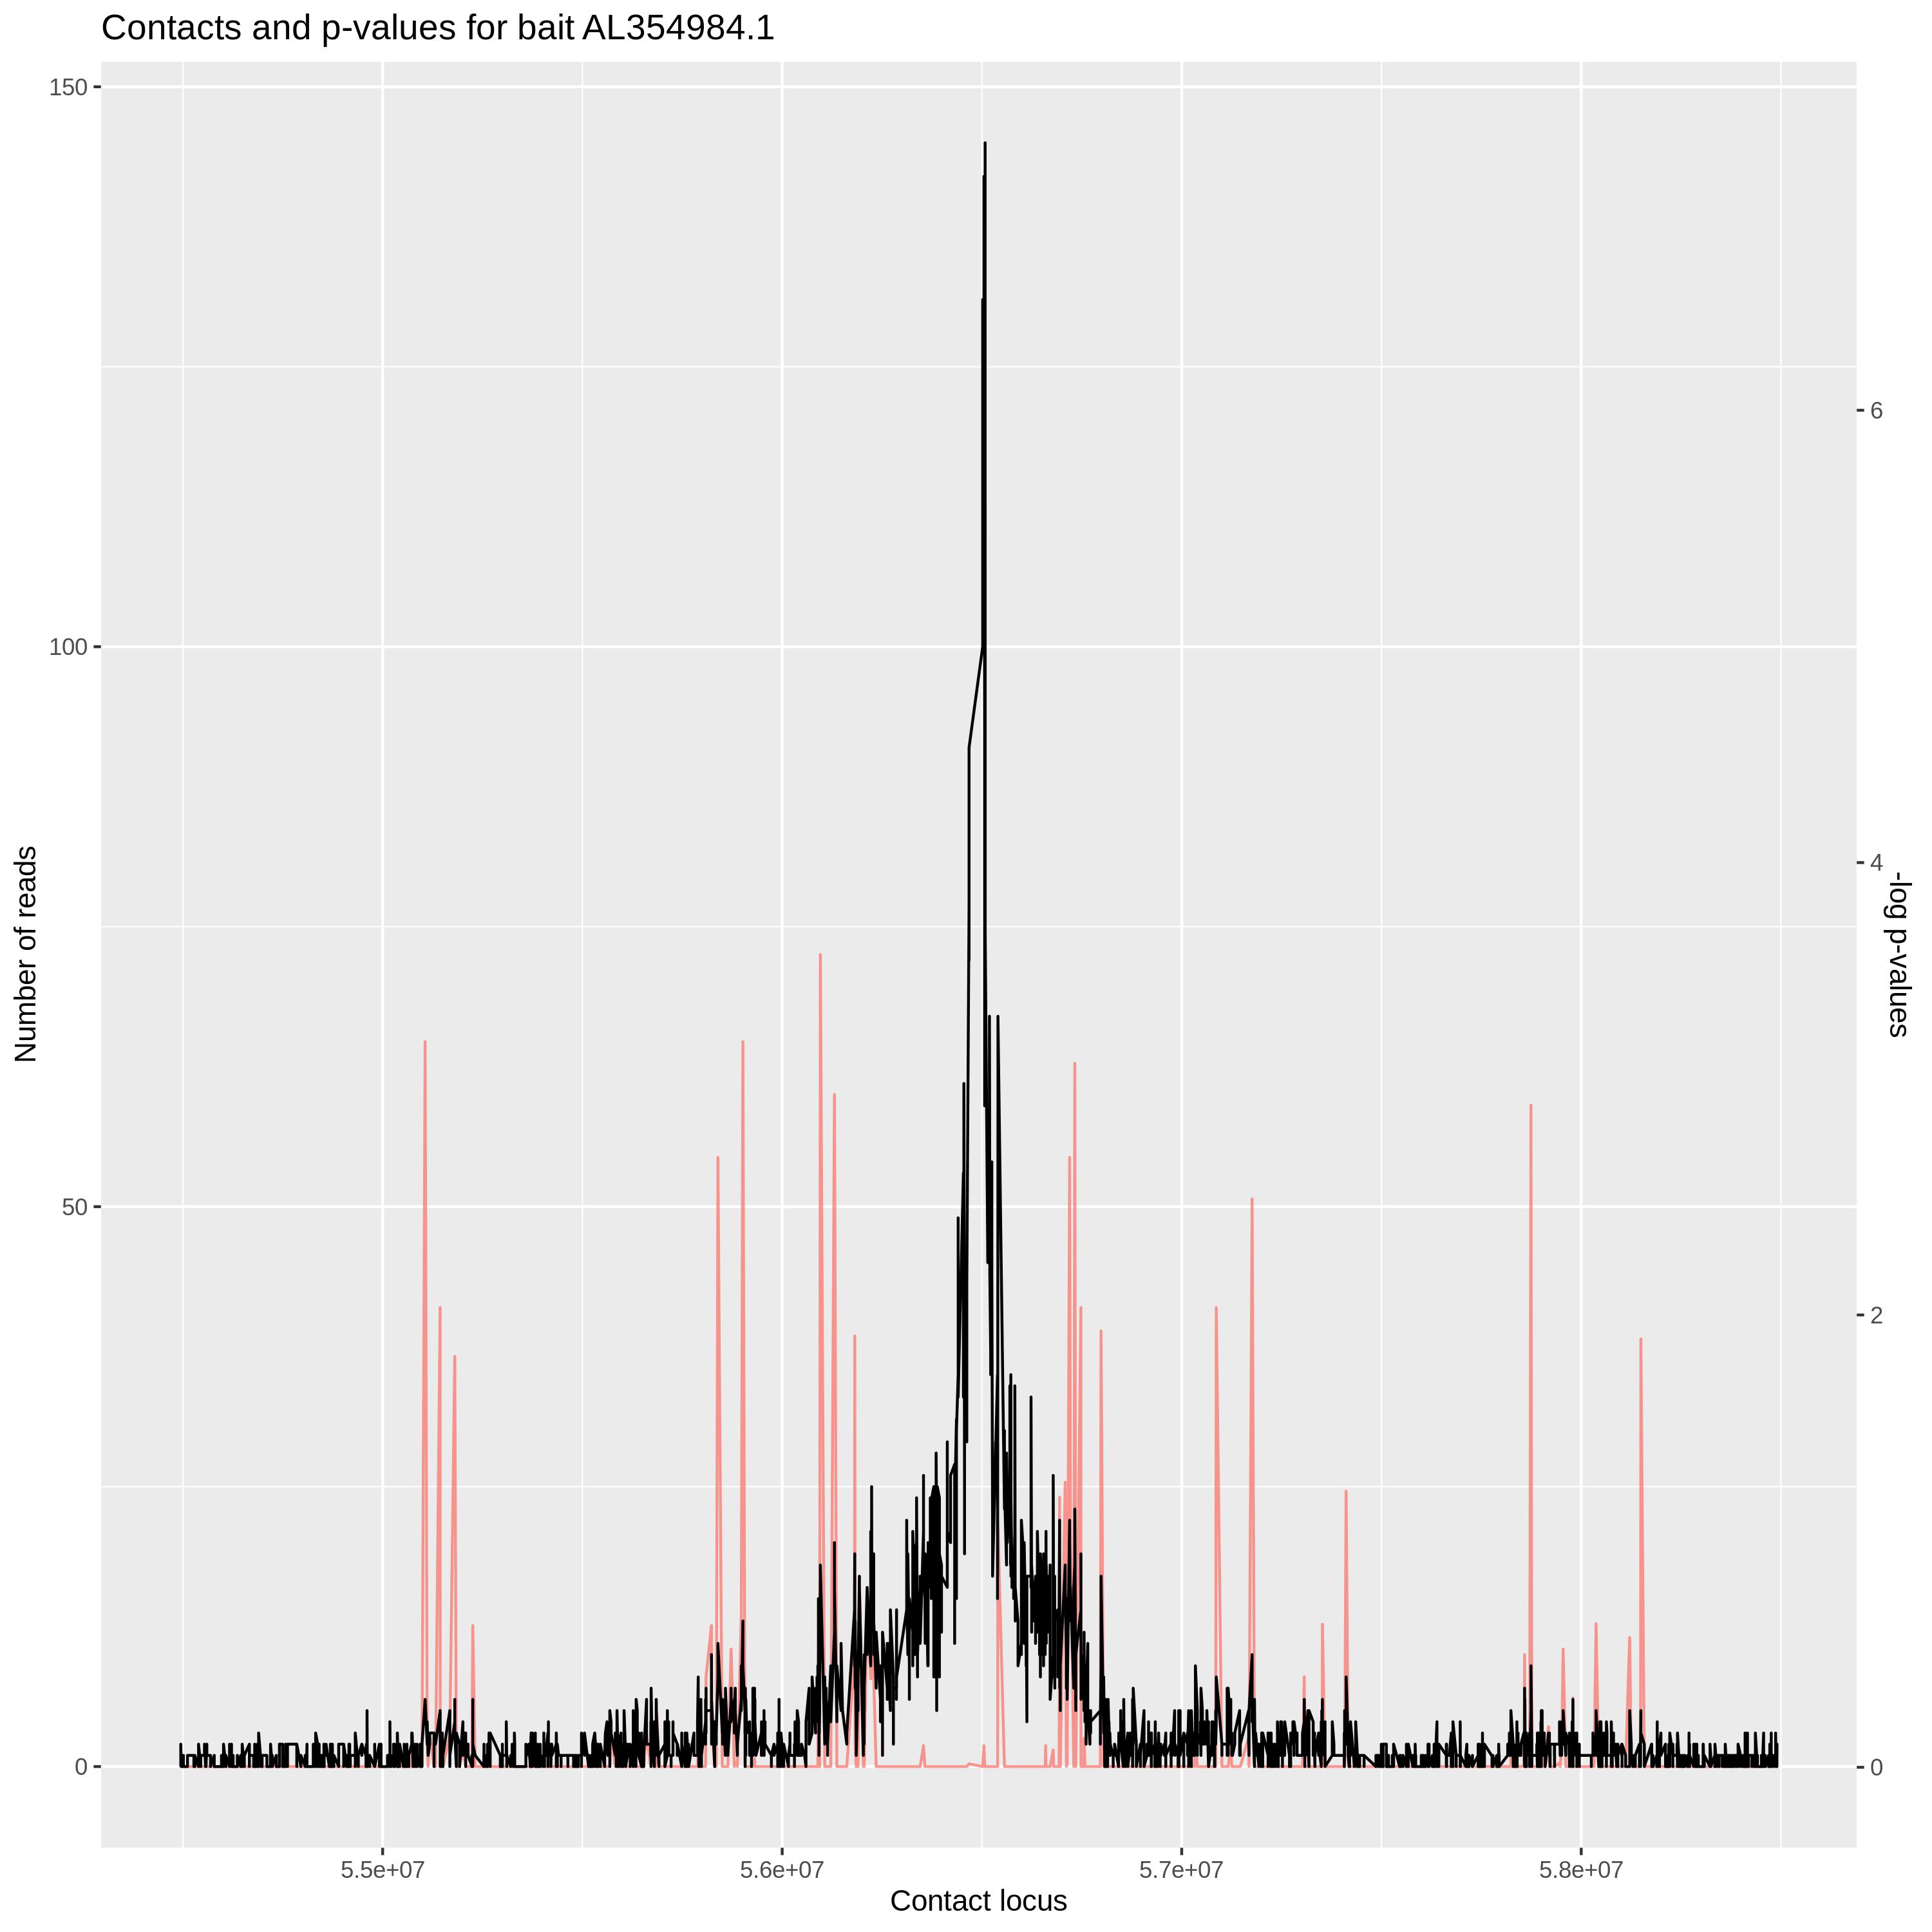 Contacts and p-values for bait AL354984.1
150
100
50
0
Number of reads
6
4
2
0
-log p-values
5.5e+07
5.6e+07
5.7e+07
5.8e+07
Contact locus